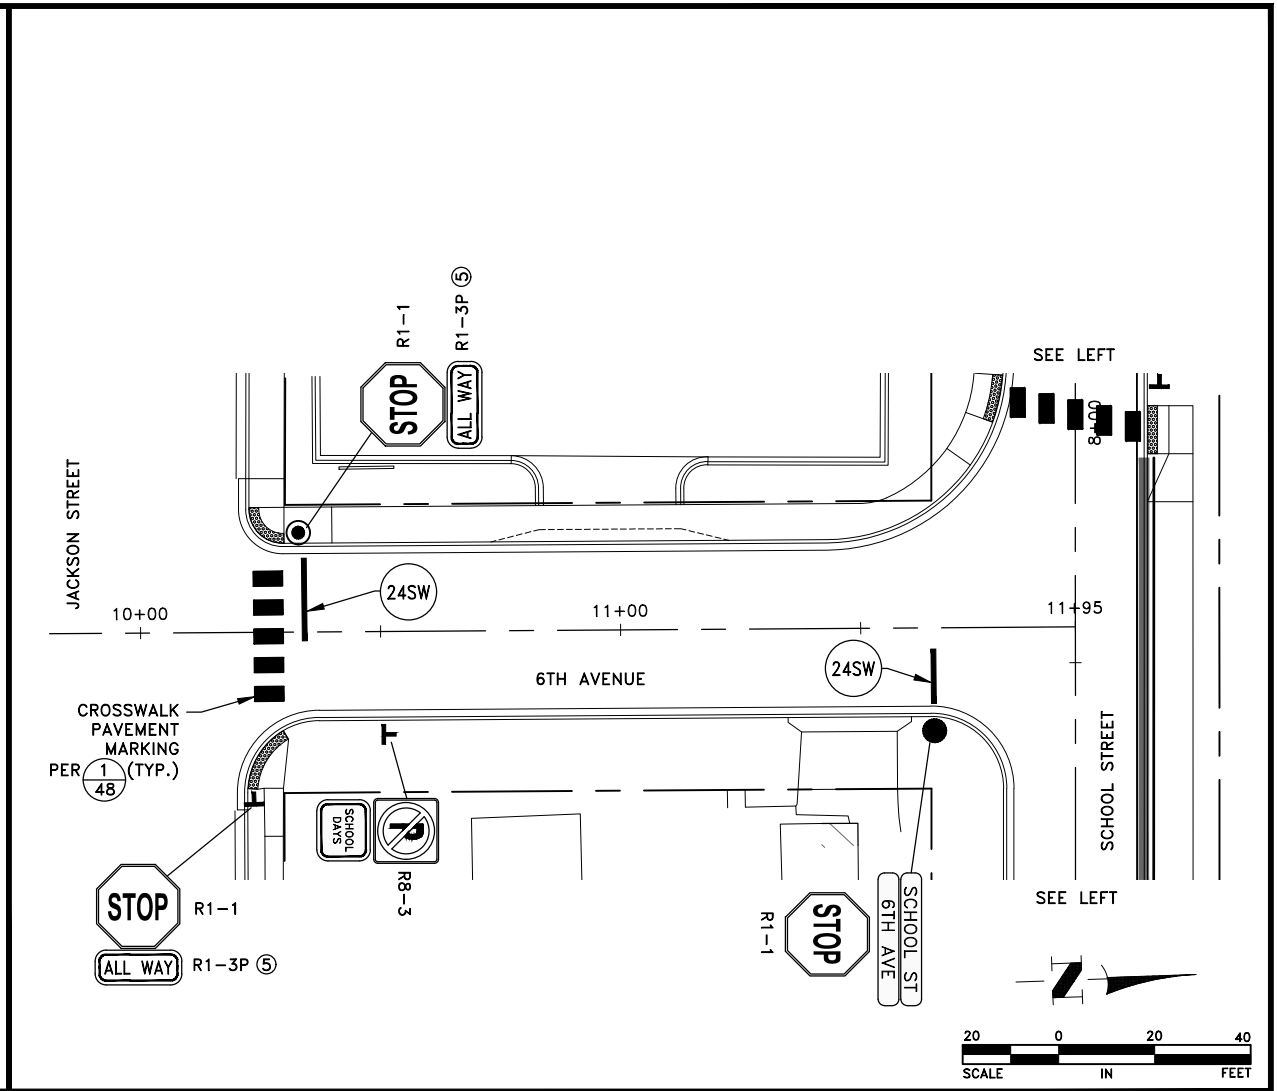 R1-1
R1-3P 5
STOP
ALL WAY
SEE LEFT
8+00
JACKSON STREET
24SW
10+00
11+00
11+95
24SW
6TH AVENUE
CROSSWALK
PAVEMENT
MARKING
PER 1 (TYP.)
48
SCHOOL STREET
SCHOOL
DAYS
P
R8-3
STOP
R1-1
ALL WAY
R1-3P 5
STOP
R1-1
SCHOOL ST
6TH AVE
SEE LEFT
N
20 0 20 40
SCALE IN FEET